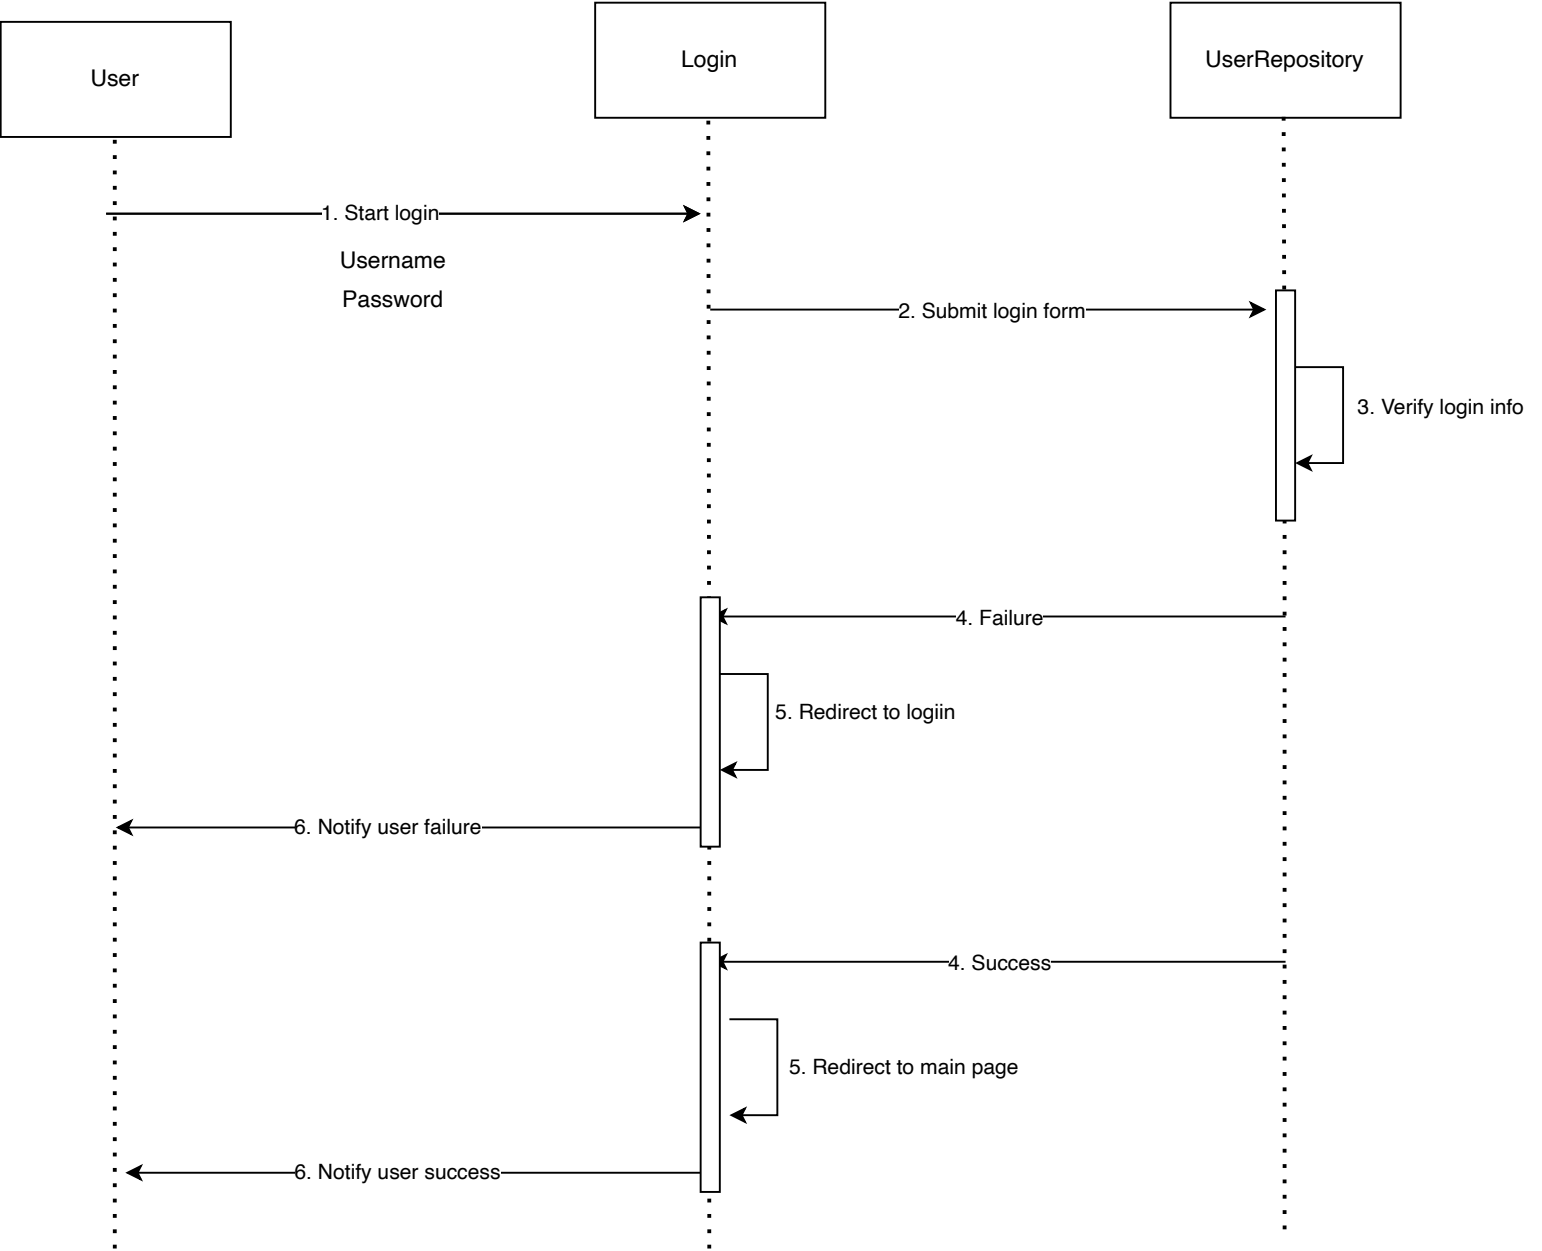 User
Login
UserRepository
1. Start login
Username
Password
2. Submit login form
3. Verify login info
4. Failure
5. Redirect to logiin
6. Notify user failure
4. Success
5. Redirect to main page
6. Notify user success